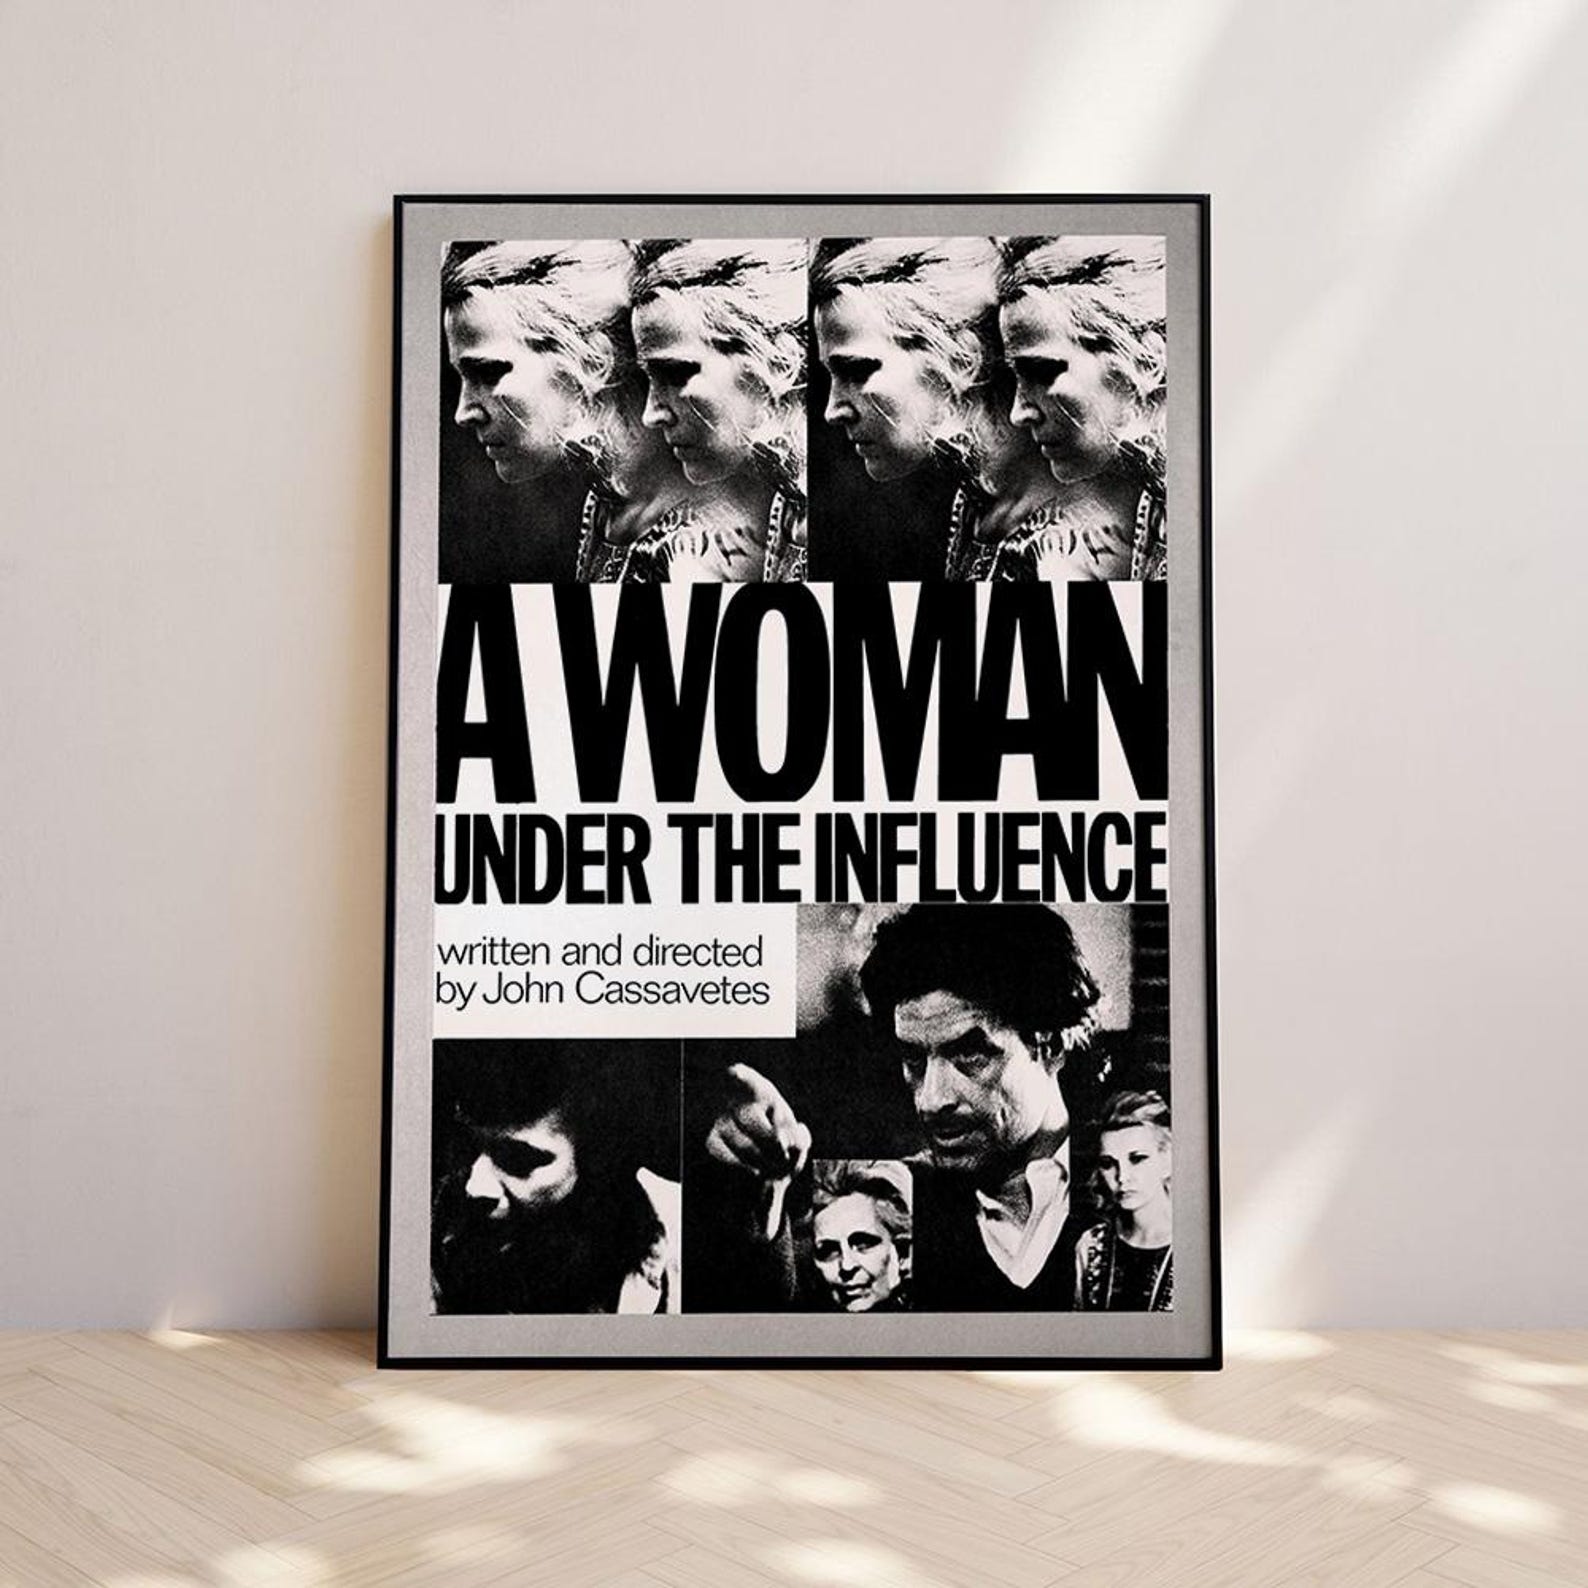 A WOMAN
UNDER THE INFLUENCE
written and directed
by John Cassavetes